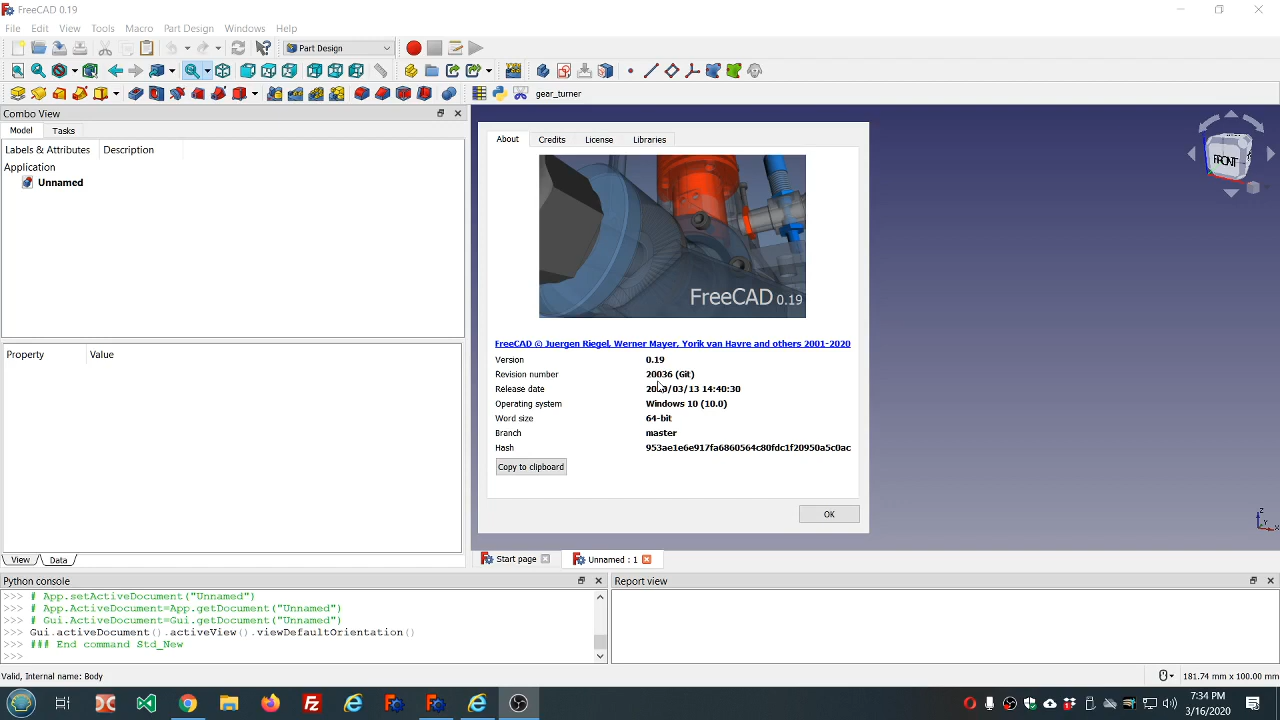 FreeCAD 0.19
File Edit View Tools Macro Part Design Windows Help
Part Design
gear_turner
Combo View
Model Tasks
Labels & Attributes Description
Application
Unnamed
Property Value
View Data
About Credits License Libraries
FreeCAD 0.19
FreeCAD © Juergen Riegel, Werner Mayer, Yorik van Havre and others 2001-2020
Version 0.19
Revision number 20036 (Git)
Release date 2020/03/13 14:40:30
Operating system Windows 10 (10.0)
Word size 64-bit
Branch master
Hash 953ae1e6e917fa6860564c80fdc1f20950a5c0ac
Copy to clipboard
OK
FRONT
Z
X
Start page Unnamed : 1
Python console
>>> # App.setActiveDocument("Unnamed")
>>> # App.ActiveDocument=App.getDocument("Unnamed")
>>> # Gui.ActiveDocument=Gui.getDocument("Unnamed")
>>> Gui.activeDocument().activeView().viewDefaultOrientation()
>>> ### End command Std_New
>>>
Report view
Valid, Internal name: Body
181.74 mm x 100.00 mm
7:34 PM
3/16/2020